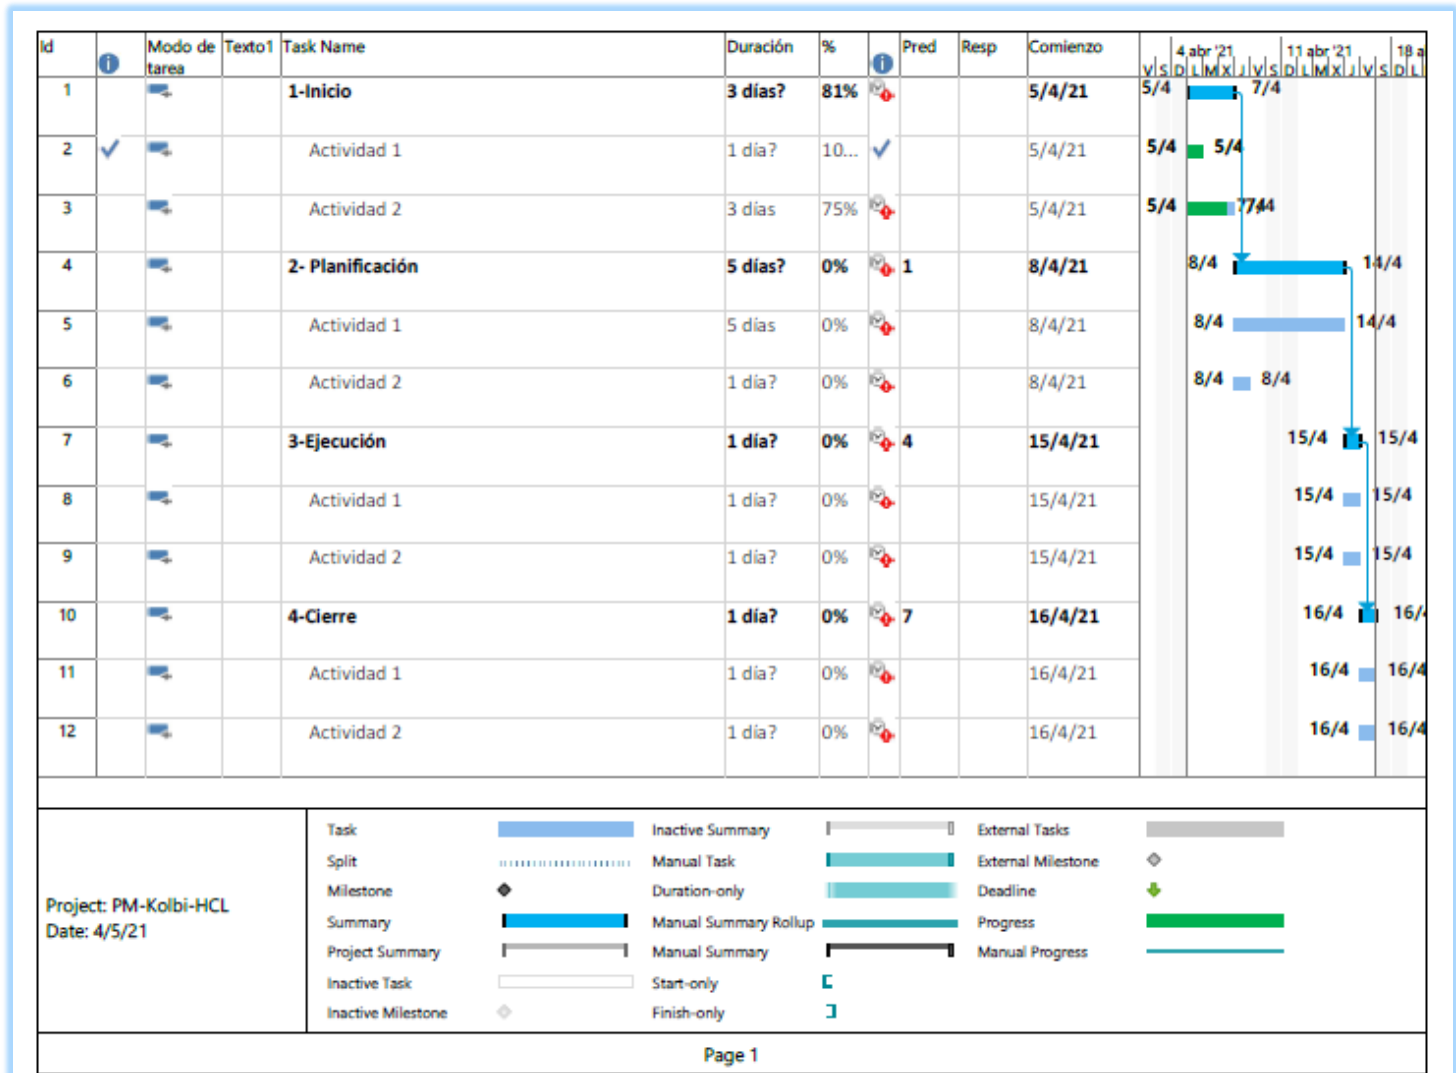 Id Modo de tarea Texto1 Task Name Duración % Pred Resp Comienzo 4 abr '21 11 abr '21 18 a
V S D L M X J V S D L M X J V S D L
1 1-Inicio 3 días? 81% 5/4/21 5/4 7/4
2 Actividad 1 1 día? 10... 5/4/21 5/4 5/4
3 Actividad 2 3 días 75% 5/4/21 5/4 7/4
4 2- Planificación 5 días? 0% 1 8/4/21 8/4 14/4
5 Actividad 1 5 días 0% 8/4/21 8/4 14/4
6 Actividad 2 1 día? 0% 8/4/21 8/4 8/4
7 3-Ejecución 1 día? 0% 4 15/4/21 15/4 15/4
8 Actividad 1 1 día? 0% 15/4/21 15/4 15/4
9 Actividad 2 1 día? 0% 15/4/21 15/4 15/4
10 4-Cierre 1 día? 0% 7 16/4/21 16/4 16/4
11 Actividad 1 1 día? 0% 16/4/21 16/4 16/4
12 Actividad 2 1 día? 0% 16/4/21 16/4 16/4
Project: PM-Kolbi-HCL
Date: 4/5/21
Task Inactive Summary External Tasks
Split Manual Task External Milestone
Milestone Duration-only Deadline
Summary Manual Summary Rollup Progress
Project Summary Manual Summary Manual Progress
Inactive Task Start-only
Inactive Milestone Finish-only
Page 1